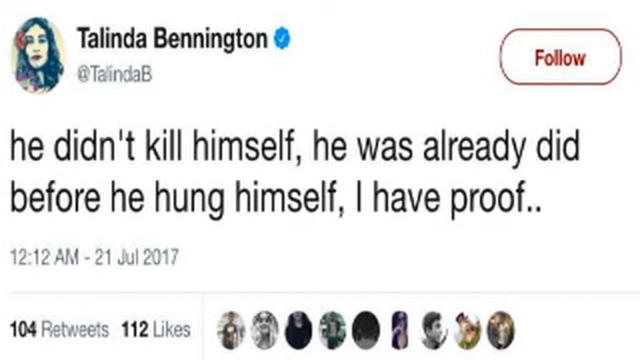 Talinda Bennington
@TalindaB
Follow
he didn't kill himself, he was already did
before he hung himself, I have proof..
12:12 AM - 21 Jul 2017
104 Retweets 112 Likes